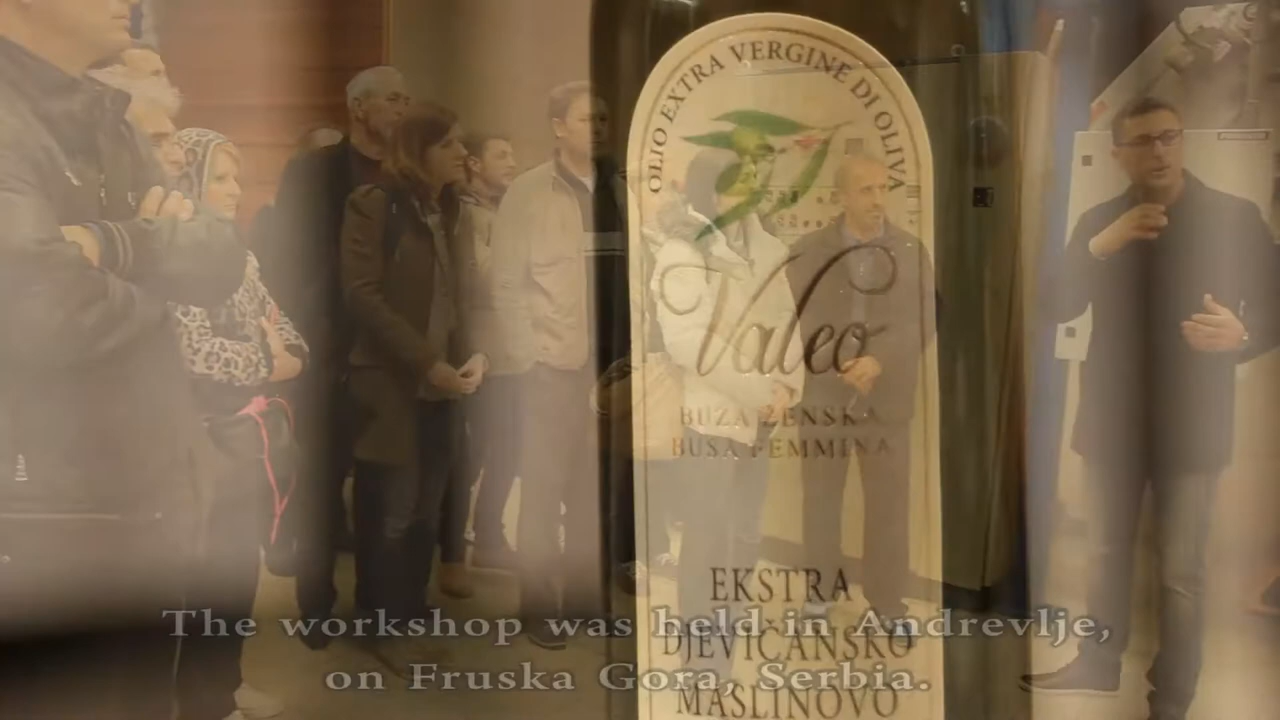 OLIO EXTRA VERGINE DI OLIVA
Valeo
BUŽA ŽENSKA
BUSA FEMMINA
EKSTRA
DJEVIČANSKO
MASLINOVO
The workshop was held in Andrevlje,
on Fruska Gora, Serbia.